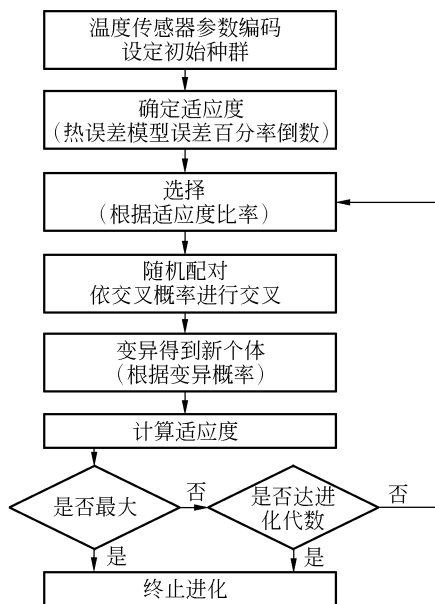 温度传感器参数编码
设定初始种群
确定适应度
(热误差模型误差百分率倒数)
选择
(根据适应度比率)
随机配对
依交叉概率进行交叉
变异得到新个体
(根据变异概率)
计算适应度
是否最大
否
是否达进
化代数
否
是
是
终止进化